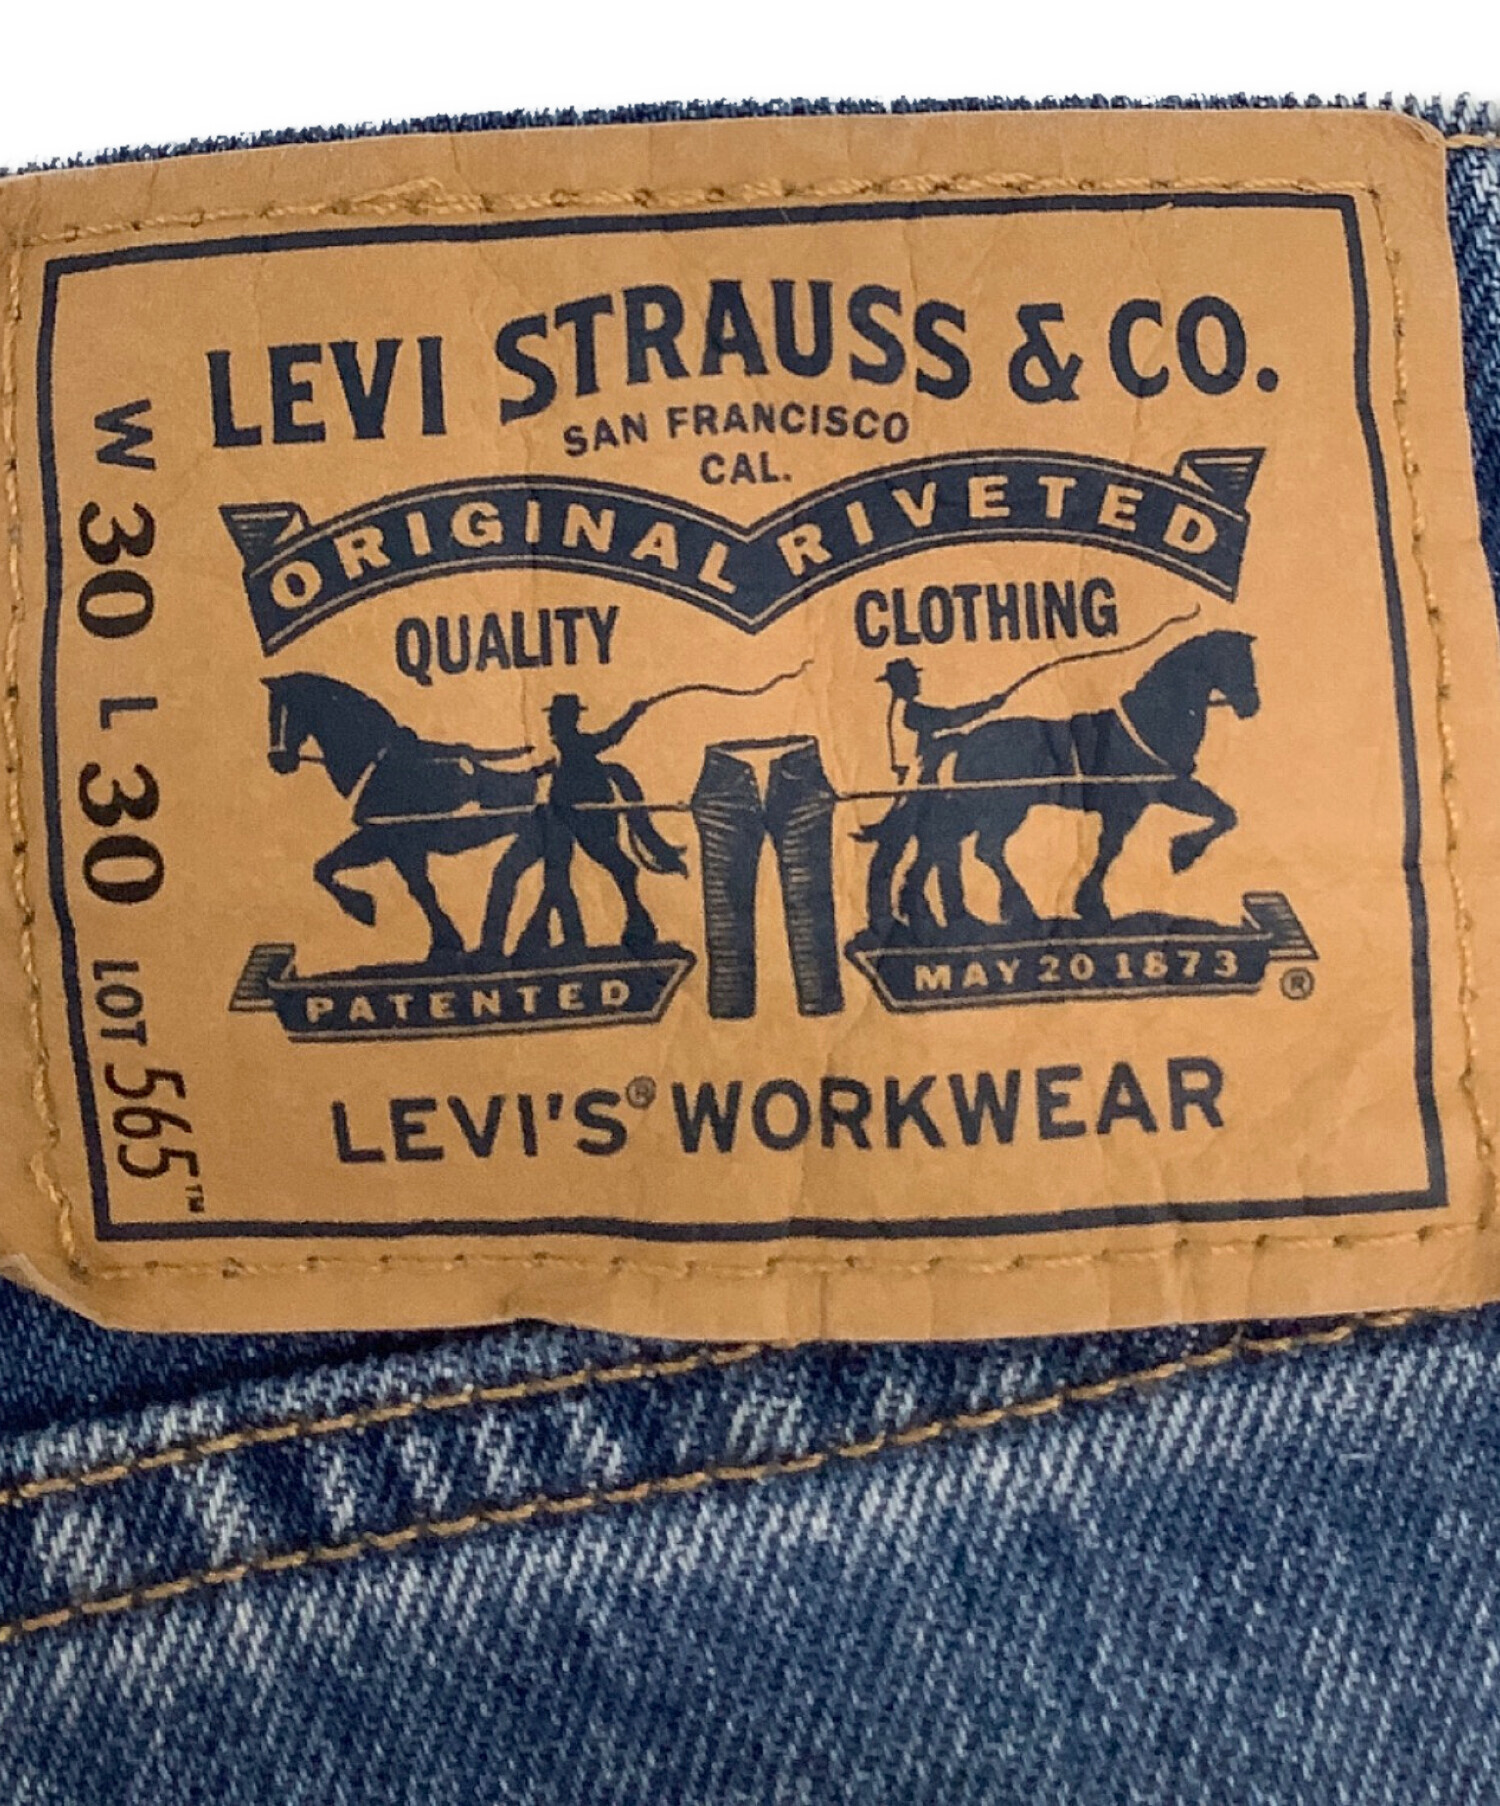 LEVI STRAUSS & CO.
SAN FRANCISCO
CAL.
ORIGINAL RIVETED
QUALITY CLOTHING
PATENTED MAY 20 1873 ®
LEVI'S® WORKWEAR
W 30 L 30 LOT 565™